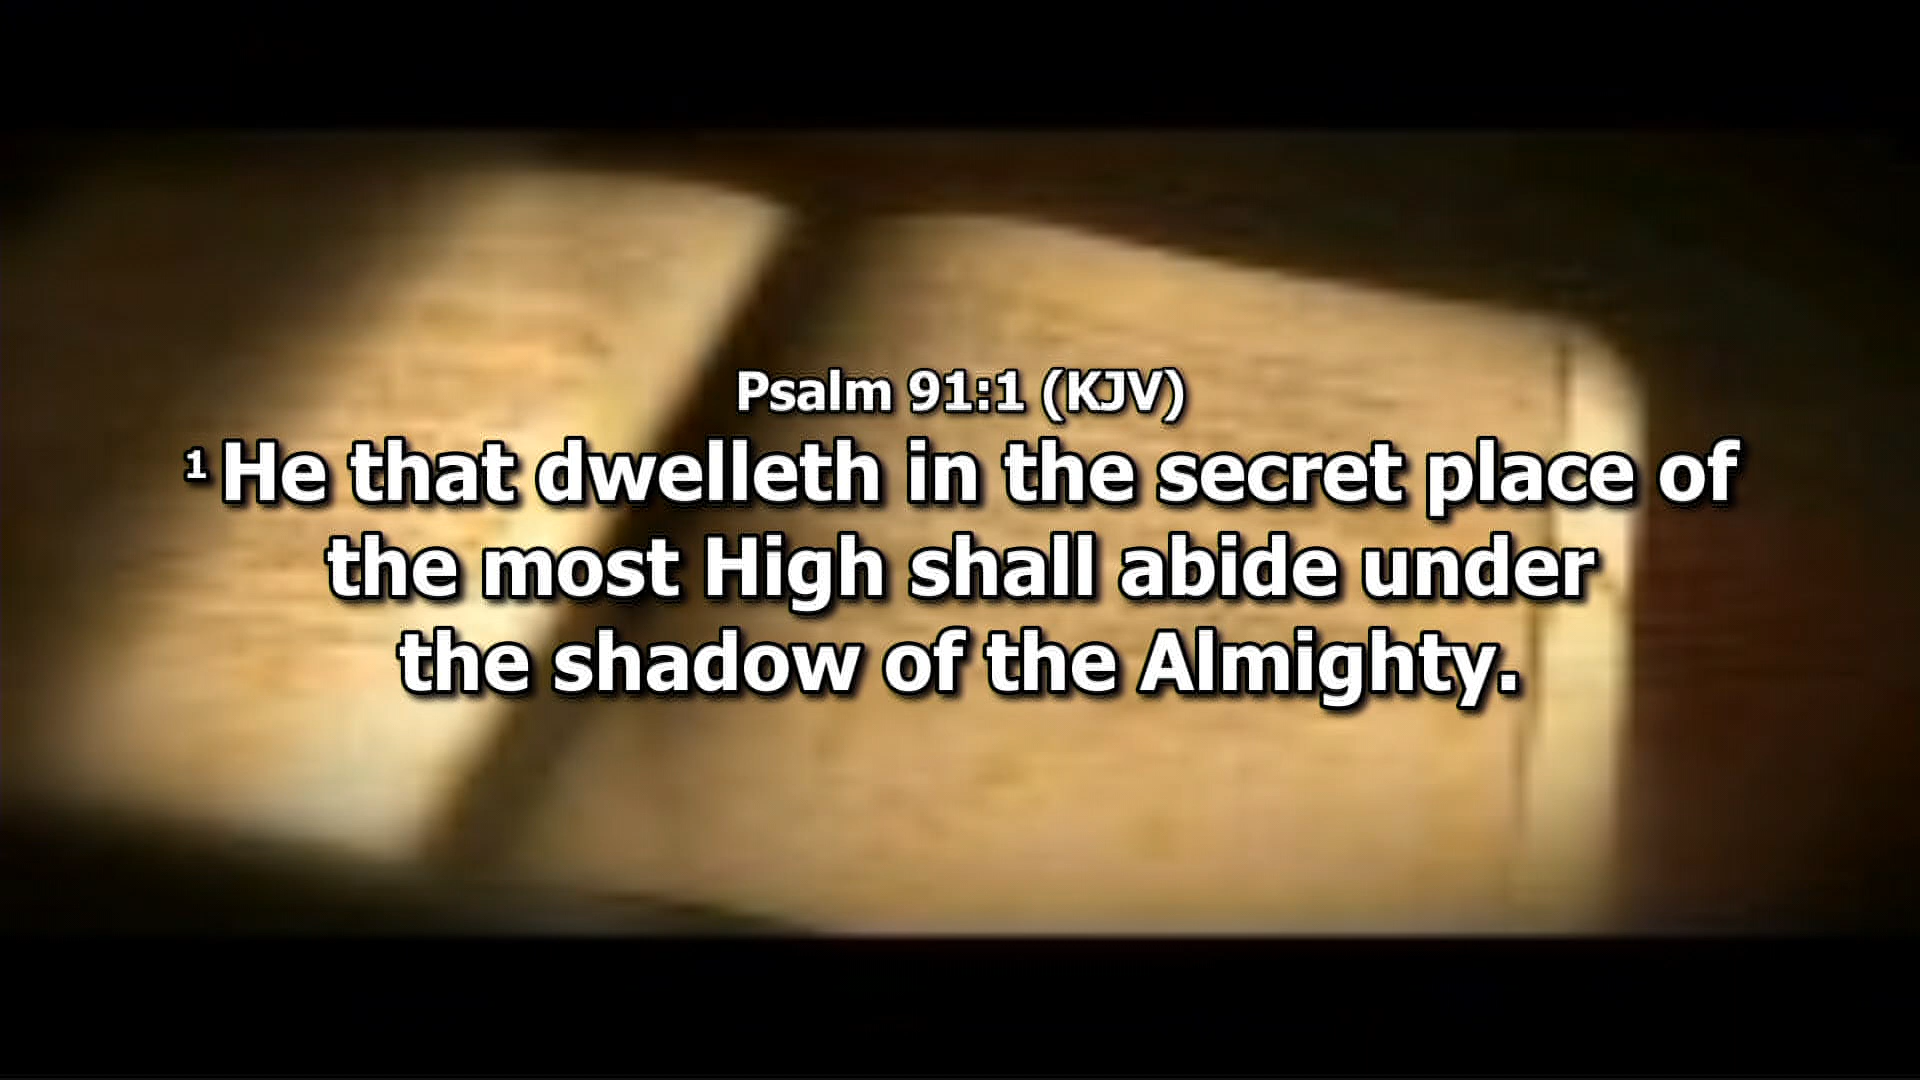 Psalm 91:1 (KJV)
1 He that dwelleth in the secret place of
the most High shall abide under
the shadow of the Almighty.